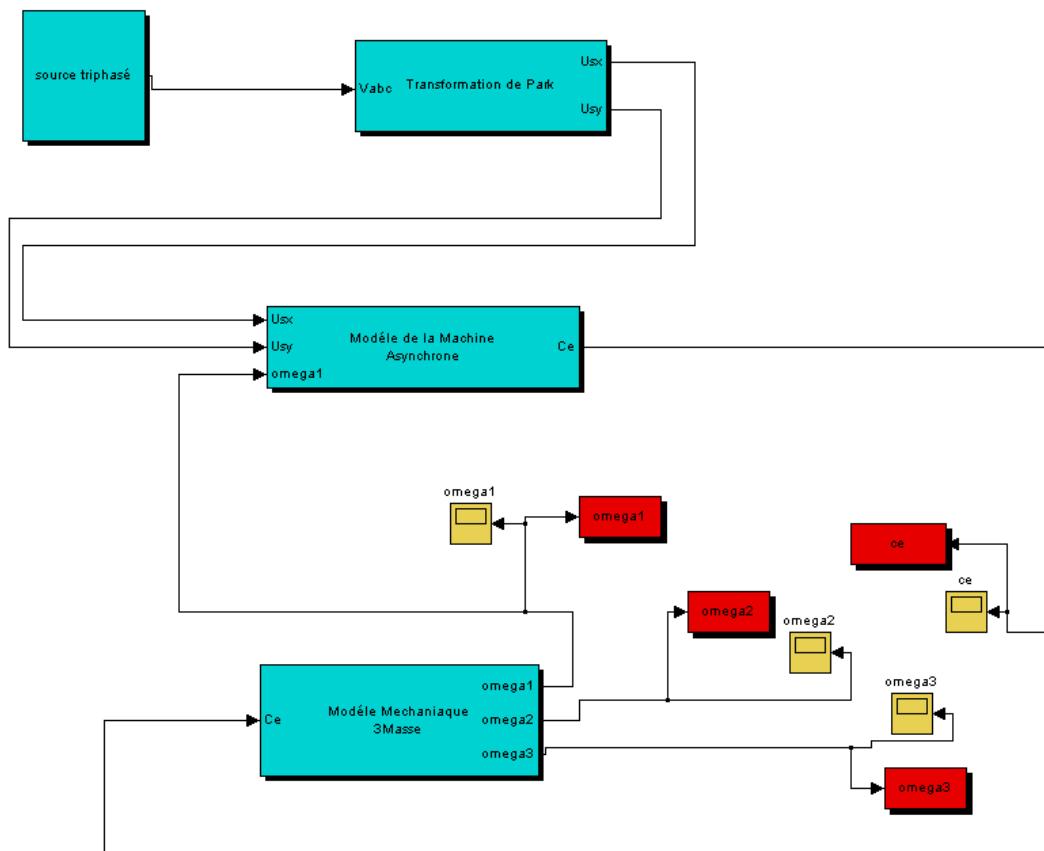 source triphasé
Vabc
Transformation de Park
Usx
Usy
Usx
Usy
omega1
Modéle de la Machine
Asynchrone
Ce
omega1
omega1
ce
ce
omega2
omega2
omega3
omega3
Ce
Modéle Mechaniaque
3Masse
omega1
omega2
omega3